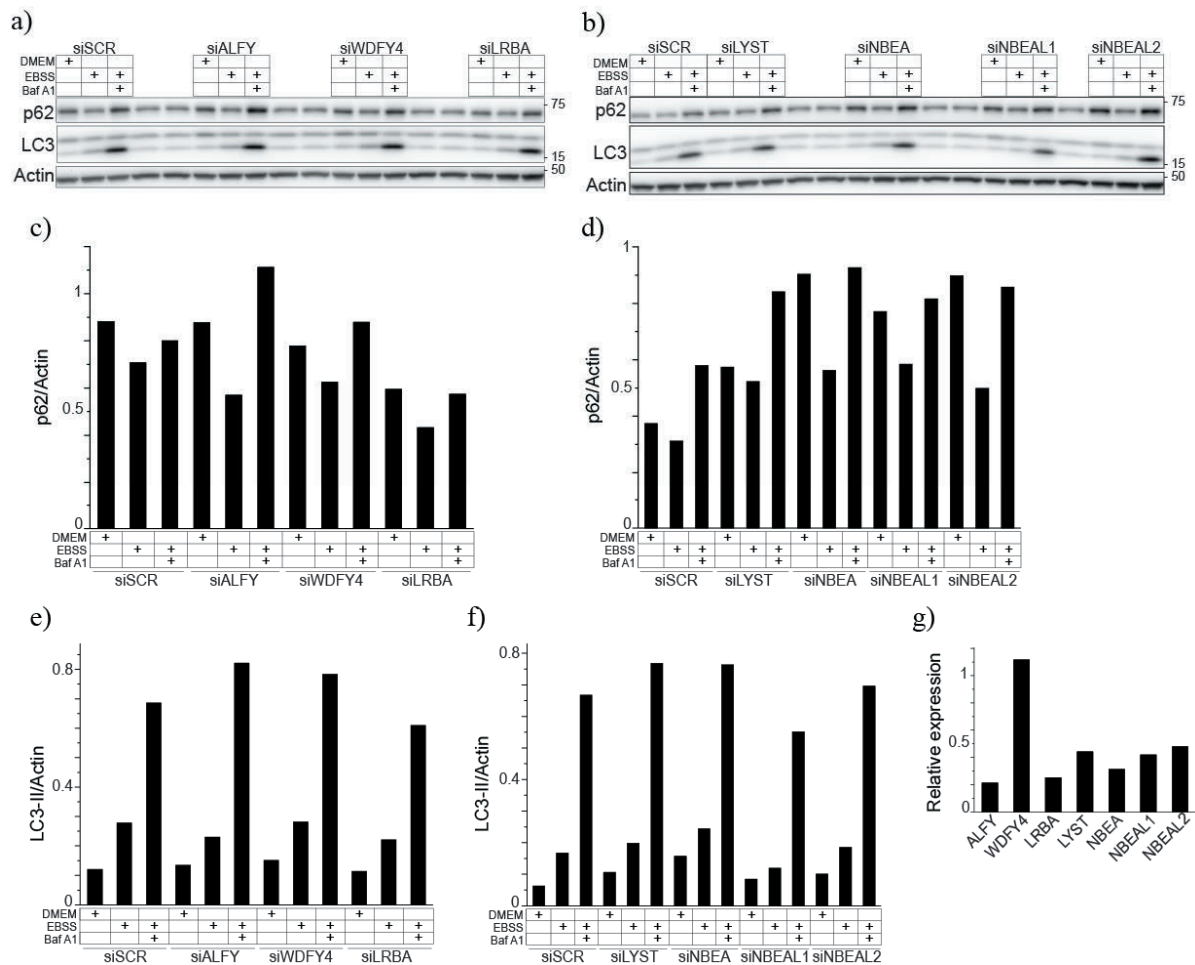 a)
siSCR siALFY siWDFY4 siLRBA
DMEM + + + +
EBSS + + + + + + + +
Baf A1 + + + +
p62 75
LC3 15
Actin 50
b)
siSCR siLYST siNBEA siNBEAL1 siNBEAL2
DMEM + + + + +
EBSS + + + + + + + + + +
Baf A1 + + + + +
p62 75
LC3 15
Actin 50
c)
p62/Actin
1
0.5
0
DMEM + + + +
EBSS + + + + + + + +
Baf A1 + + + +
siSCR siALFY siWDFY4 siLRBA
d)
p62/Actin
1
0.5
0
DMEM + + + + +
EBSS + + + + + + + + + +
Baf A1 + + + + +
siSCR siLYST siNBEA siNBEAL1 siNBEAL2
e)
LC3-II/Actin
0.8
0.4
0
DMEM + + + +
EBSS + + + + + + + +
Baf A1 + + + +
siSCR siALFY siWDFY4 siLRBA
f)
LC3-II/Actin
0.8
0.4
0
DMEM + + + + +
EBSS + + + + + + + + + +
Baf A1 + + + + +
siSCR siLYST siNBEA siNBEAL1 siNBEAL2
g)
Relative expression
1
0.5
0
ALFY WDFY4 LRBA LYST NBEA NBEAL1 NBEAL2